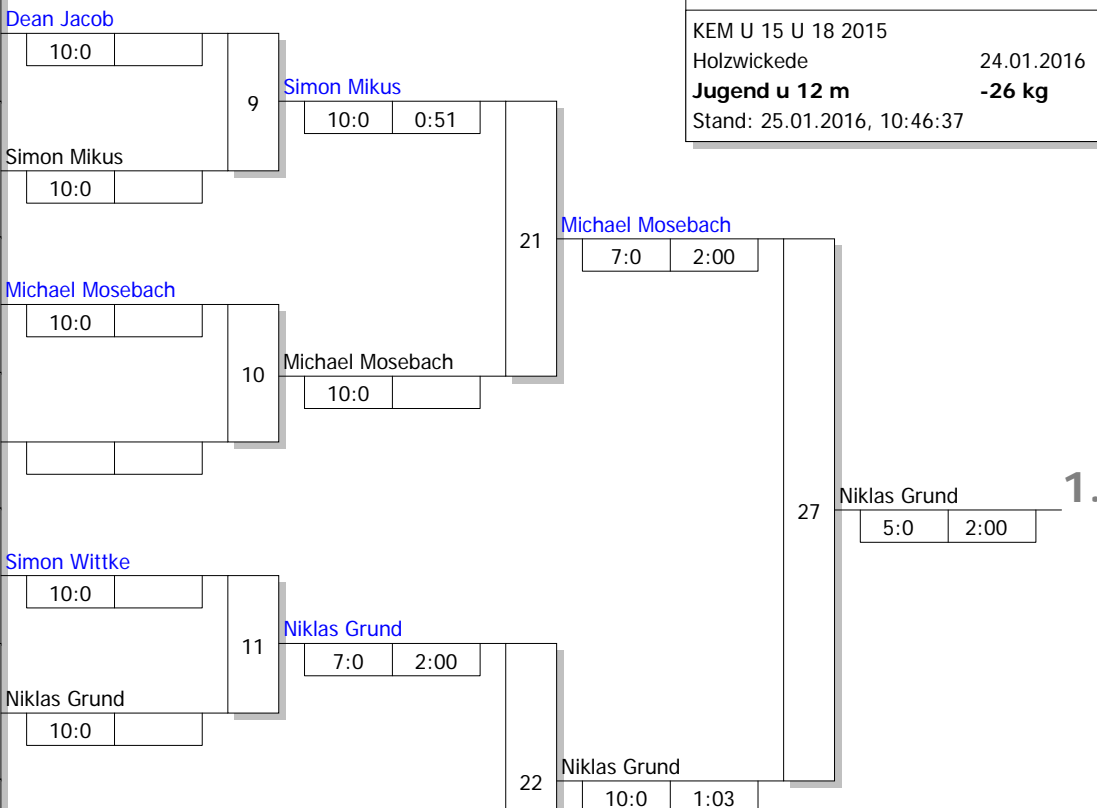 KEM U 15 U 18 2015
Holzwickede 24.01.2016
Jugend u 12 m -26 kg
Stand: 25.01.2016, 10:46:37
Dean Jacob
10:0
9
Simon Mikus
10:0 0:51
Simon Mikus
10:0
21
Michael Mosebach
7:0 2:00
Michael Mosebach
10:0
10
Michael Mosebach
10:0
27
Niklas Grund
1.
5:0 2:00
Simon Wittke
10:0
11
Niklas Grund
7:0 2:00
Niklas Grund
10:0
22
Niklas Grund
10:0 1:03